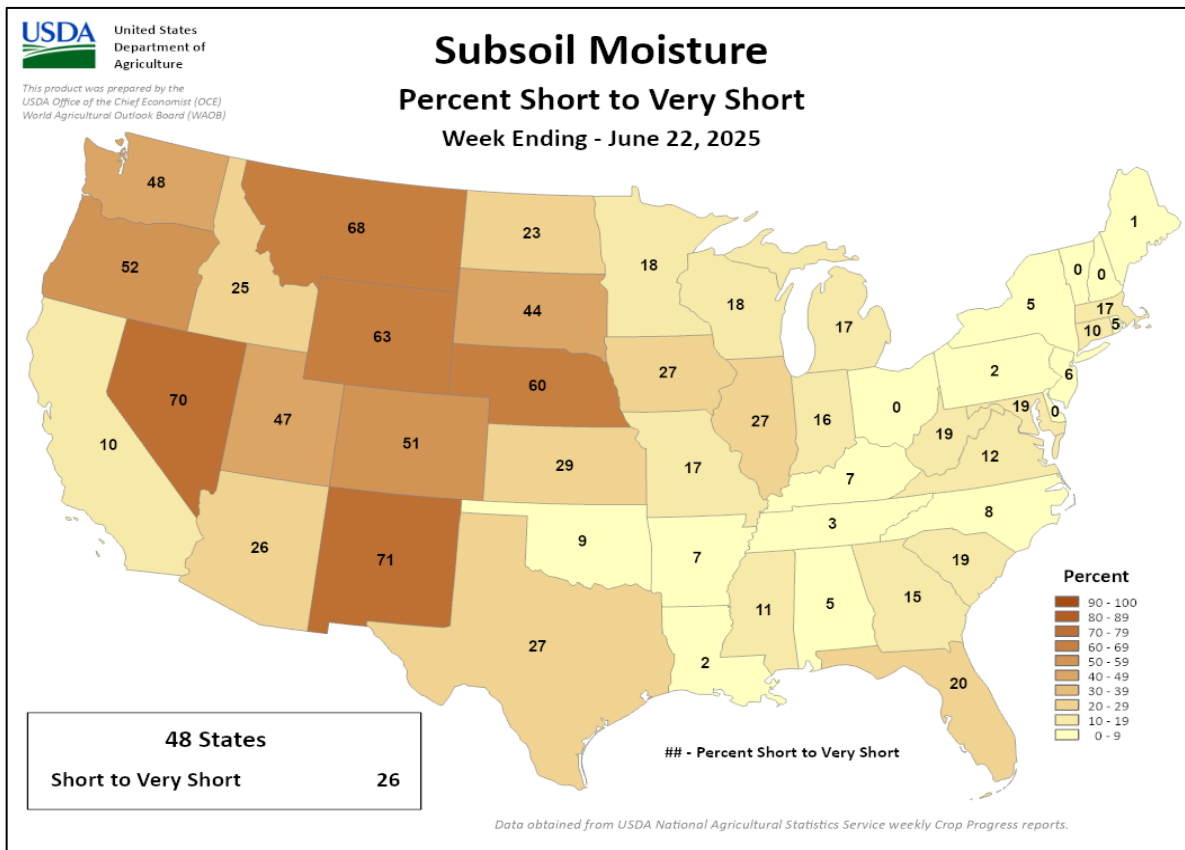 USDA
United States
Department of
Agriculture
This product was prepared by the
USDA Office of the Chief Economist (OCE)
World Agricultural Outlook Board (WAOB)
Subsoil Moisture
Percent Short to Very Short
Week Ending - June 22, 2025
48
68
23
18
1
52
25
44
18
17
5
0
0
17
10
5
63
60
27
27
16
0
2
6
70
47
51
29
17
7
19
19
0
12
10
26
71
9
7
3
8
27
2
11
5
15
19
20
Percent
90 - 100
80 - 89
70 - 79
60 - 69
50 - 59
40 - 49
30 - 39
20 - 29
10 - 19
0 - 9
48 States
Short to Very Short 26
## - Percent Short to Very Short
Data obtained from USDA National Agricultural Statistics Service weekly Crop Progress reports.